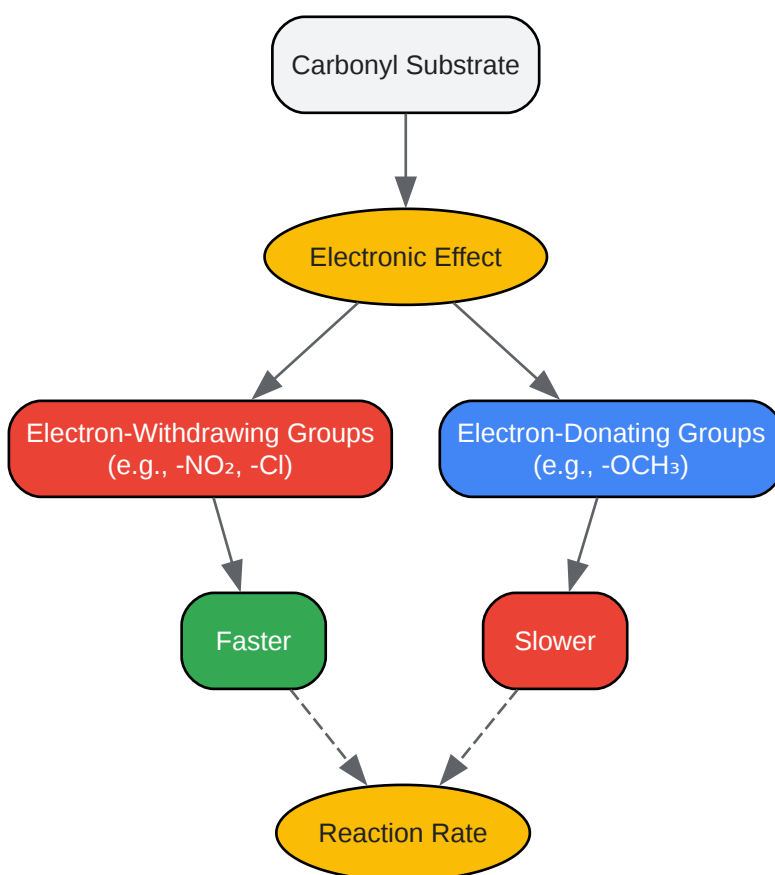 Carbonyl Substrate
Electronic Effect
Electron-Withdrawing Groups
(e.g., -NO₂, -Cl)
Electron-Donating Groups
(e.g., -OCH₃)
Faster
Slower
Reaction Rate